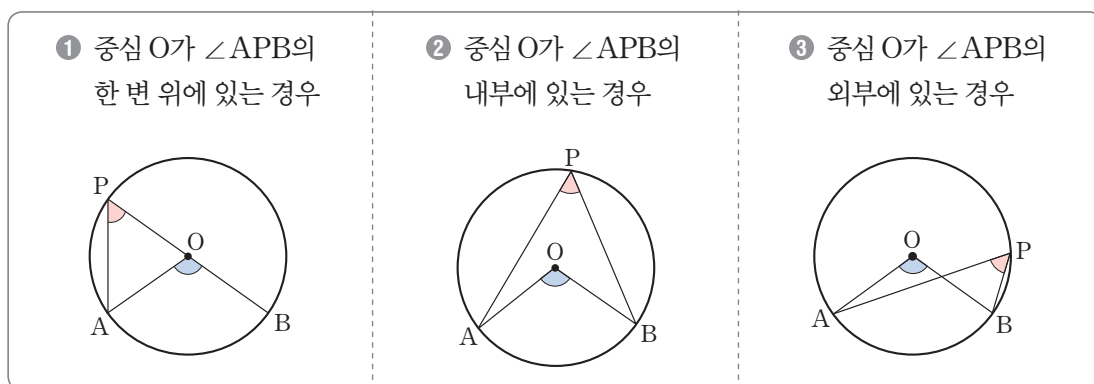 ❶ 중심 O가 ∠APB의
한 변 위에 있는 경우
P
O
A
B
❷ 중심 O가 ∠APB의
내부에 있는 경우
P
O
A
B
❸ 중심 O가 ∠APB의
외부에 있는 경우
O
P
A
B